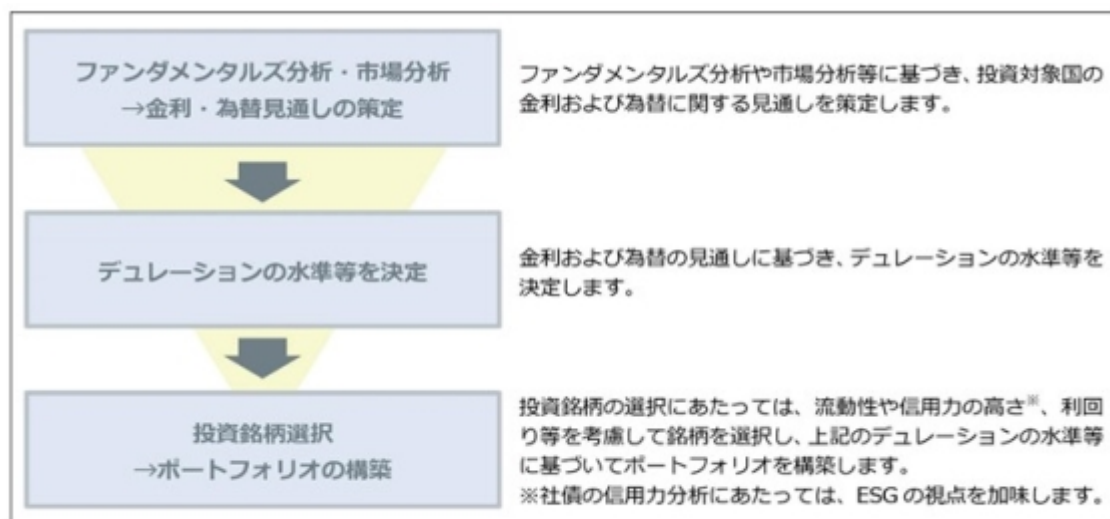 ファンダメンタルズ分析・市場分析
→金利・為替見通しの策定
ファンダメンタルズ分析や市場分析等に基づき、投資対象国の
金利および為替に関する見通しを策定します。
デュレーションの水準等を決定
金利および為替の見通しに基づき、デュレーションの水準等を
決定します。
投資銘柄選択
→ポートフォリオの構築
投資銘柄の選択にあたっては、流動性や信用力の高さ※、利回
り等を考慮して銘柄を選択し、上記のデュレーションの水準等
に基づいてポートフォリオを構築します。
※社債の信用力分析にあたっては、ESG の視点を加味します。